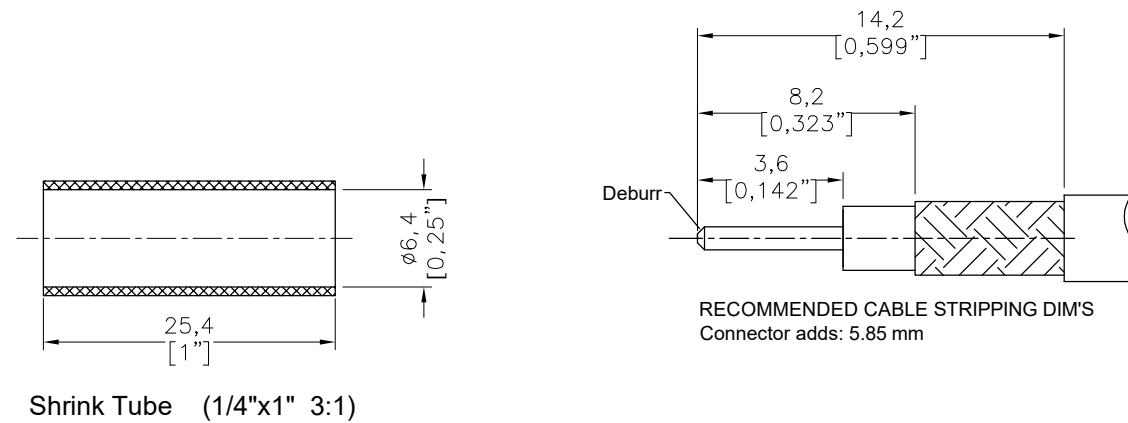 14,2
[0,599"]
8,2
[0,323"]
3,6
[0,142"]
Deburr
ø6,4
[0,25"]
25,4
[1"]
RECOMMENDED CABLE STRIPPING DIM'S
Connector adds: 5.85 mm
Shrink Tube (1/4"x1" 3:1)